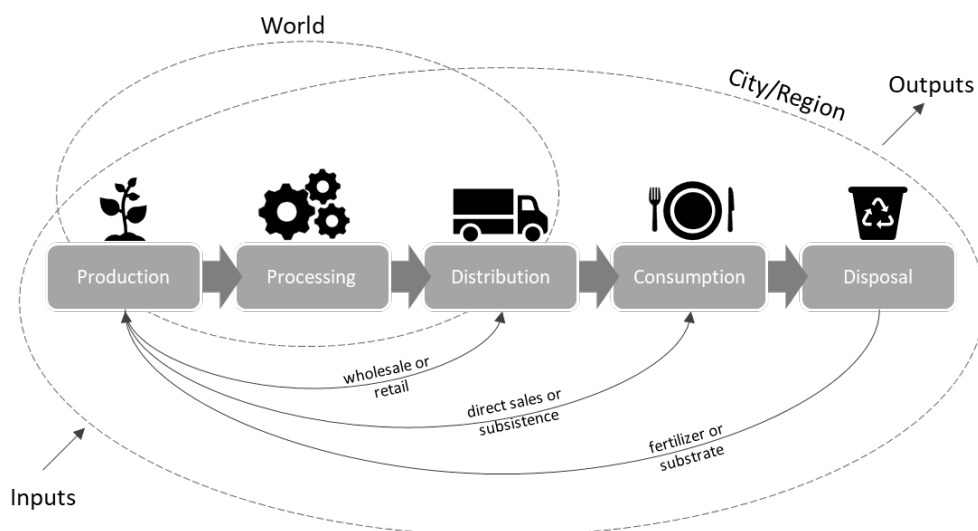 World
City/Region
Outputs
Production
Processing
Distribution
Consumption
Disposal
wholesale or
retail
direct sales or
subsistence
fertilizer or
substrate
Inputs